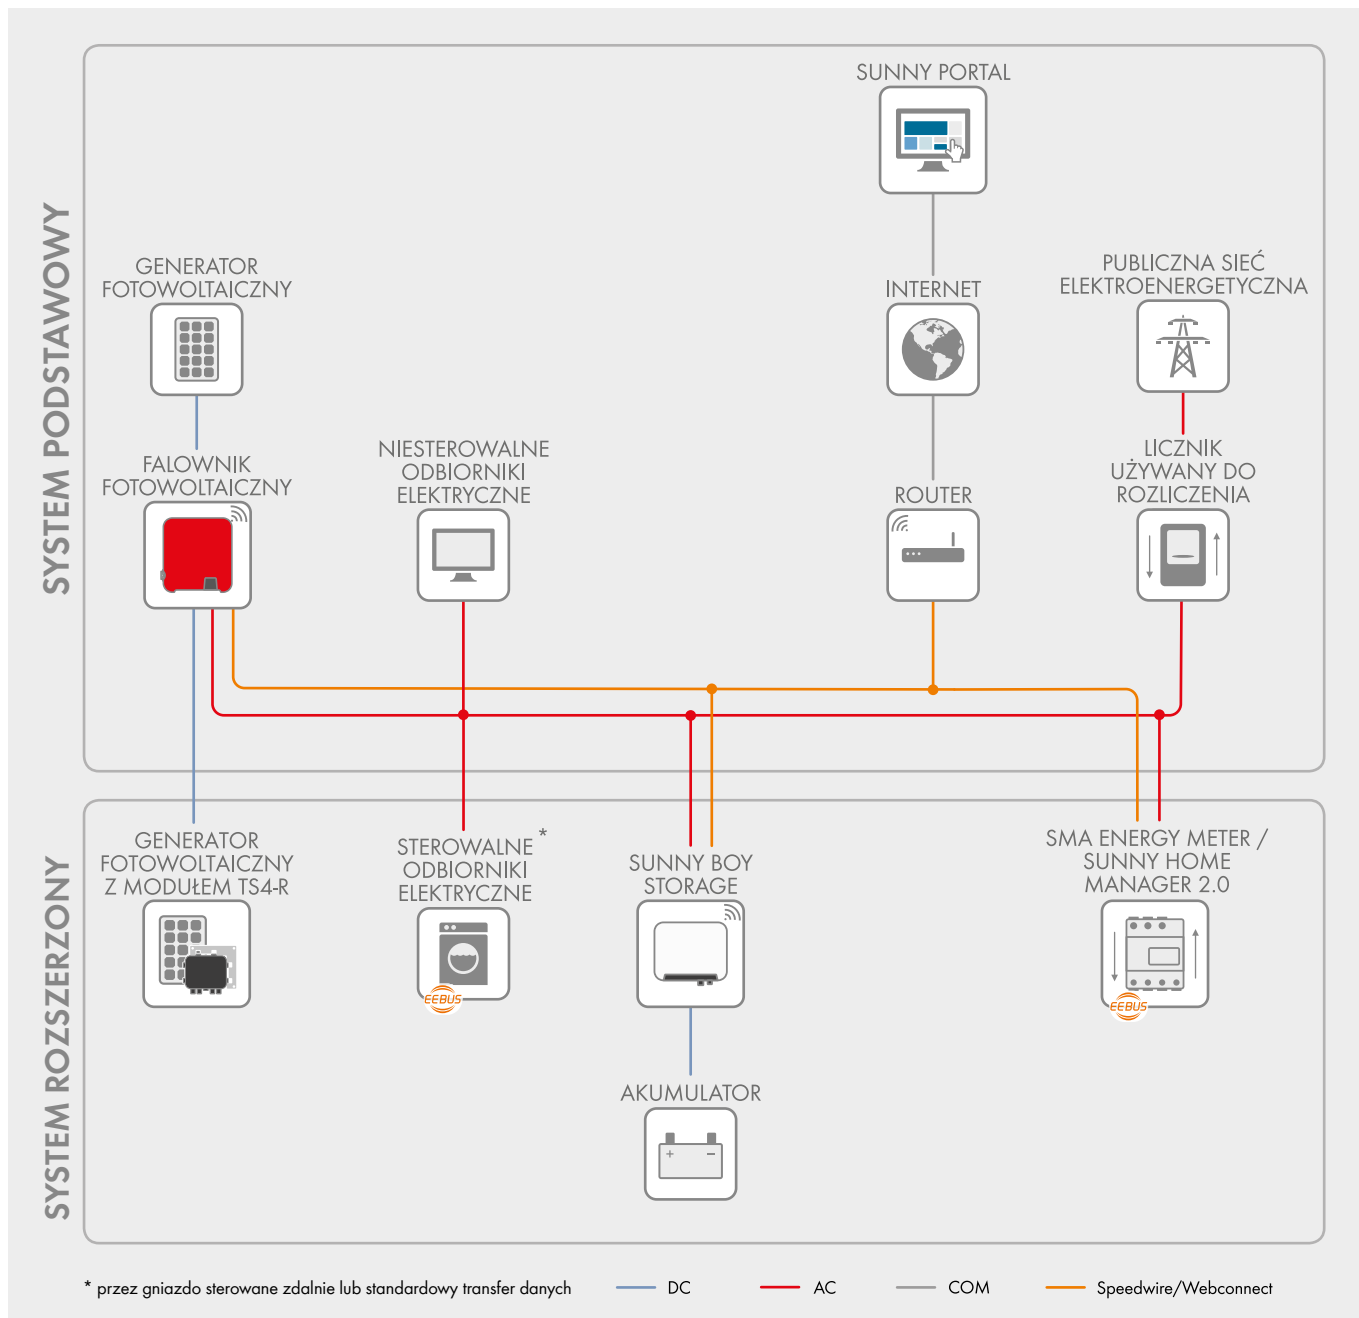 SYSTEM PODSTAWOWY
SUNNY PORTAL
GENERATOR
FOTOWOLTAICZNY
INTERNET
PUBLICZNA SIEĆ
ELEKTROENERGETYCZNA
FALOWNIK
FOTOWOLTAICZNY
NIESTEROWALNE
ODBIORNIKI
ELEKTRYCZNE
ROUTER
LICZNIK
UŻYWANY DO
ROZLICZENIA
SYSTEM ROZSZERZONY
GENERATOR
FOTOWOLTAICZNY
Z MODUŁEM TS4-R
STEROWALNE *
ODBIORNIKI
ELEKTRYCZNE
EEBUS
SUNNY BOY
STORAGE
SMA ENERGY METER /
SUNNY HOME
MANAGER 2.0
EEBUS
AKUMULATOR
+ −
* przez gniazdo sterowane zdalnie lub standardowy transfer danych
DC
AC
COM
Speedwire/Webconnect